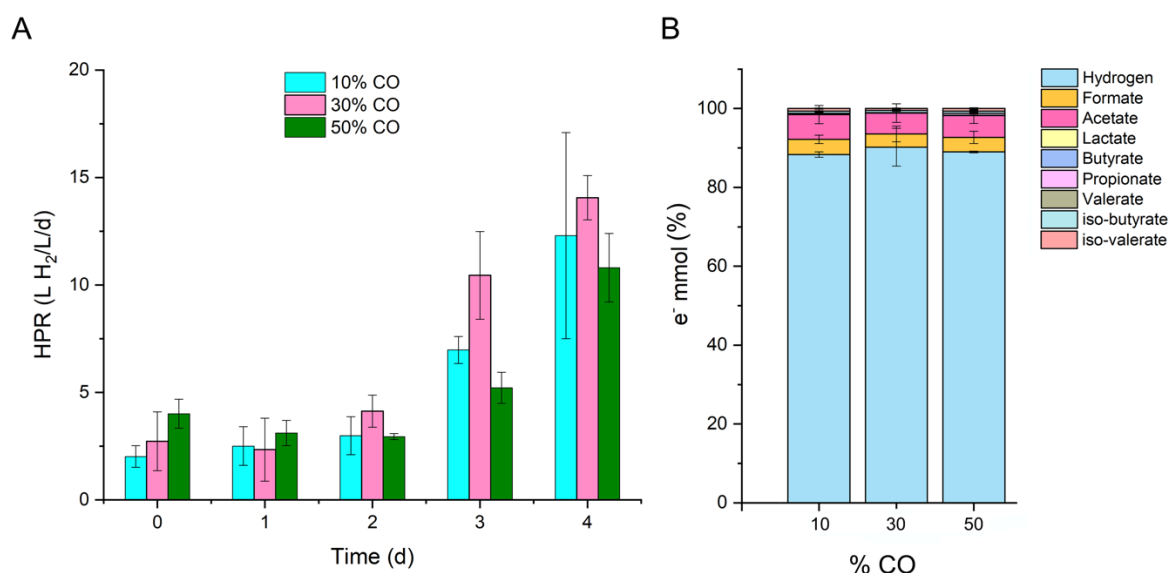 A
HPR (L H₂/L/d)
20
15
10
5
0
10% CO
30% CO
50% CO
0 1 2 3 4
Time (d)
B
e⁻ mmol (%)
100
80
60
40
20
0
10 30 50
% CO
Hydrogen
Formate
Acetate
Lactate
Butyrate
Propionate
Valerate
iso-butyrate
iso-valerate